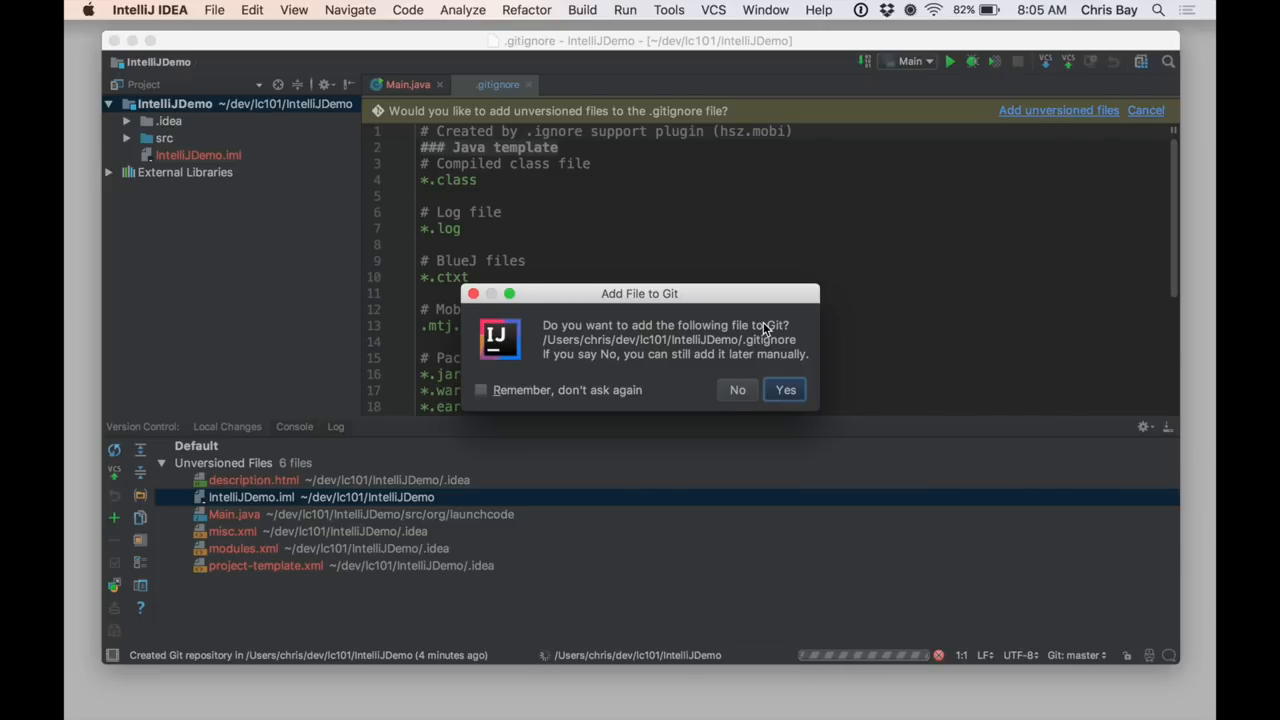 IntelliJ IDEA File Edit View Navigate Code Analyze Refactor Build Run Tools VCS Window Help 82% 8:05 AM Chris Bay
.gitignore - IntelliJDemo - [~/dev/lc101/IntelliJDemo]
IntelliJDemo Main
Project Main.java .gitignore
IntelliJDemo ~/dev/lc101/IntelliJDemo
.idea
src
IntelliJDemo.iml
External Libraries
Would you like to add unversioned files to the .gitignore file? Add unversioned files Cancel
1 # Created by .ignore support plugin (hsz.mobi)
2 ### Java template
3 # Compiled class file
4 *.class
5
6 # Log file
7 *.log
8
9 # BlueJ files
10 *.ctxt
11
12 # Mob
13 .mtj.
14
15 # Pac
16 *.jar
17 *.war
18 *.ear
Add File to Git
IJ
Do you want to add the following file to Git?
/Users/chris/dev/lc101/IntelliJDemo/.gitignore
If you say No, you can still add it later manually.
Remember, don't ask again No Yes
Version Control: Local Changes Console Log
Default
Unversioned Files 6 files
description.html ~/dev/lc101/IntelliJDemo/.idea
IntelliJDemo.iml ~/dev/lc101/IntelliJDemo
Main.java ~/dev/lc101/IntelliJDemo/src/org/launchcode
misc.xml ~/dev/lc101/IntelliJDemo/.idea
modules.xml ~/dev/lc101/IntelliJDemo/.idea
project-template.xml ~/dev/lc101/IntelliJDemo/.idea
VCS
VCS
VCS
?
Created Git repository in /Users/chris/dev/lc101/IntelliJDemo (4 minutes ago) /Users/chris/dev/lc101/IntelliJDemo 1:1 LF UTF-8 Git: master